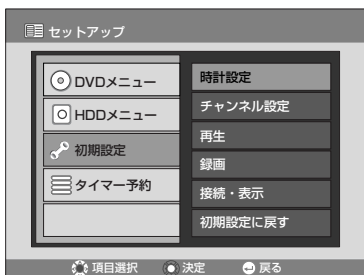 セットアップ
DVDメニュー
HDDメニュー
初期設定
タイマー予約
時計設定
チャンネル設定
再生
録画
接続・表示
初期設定に戻す
項目選択 決定 戻る